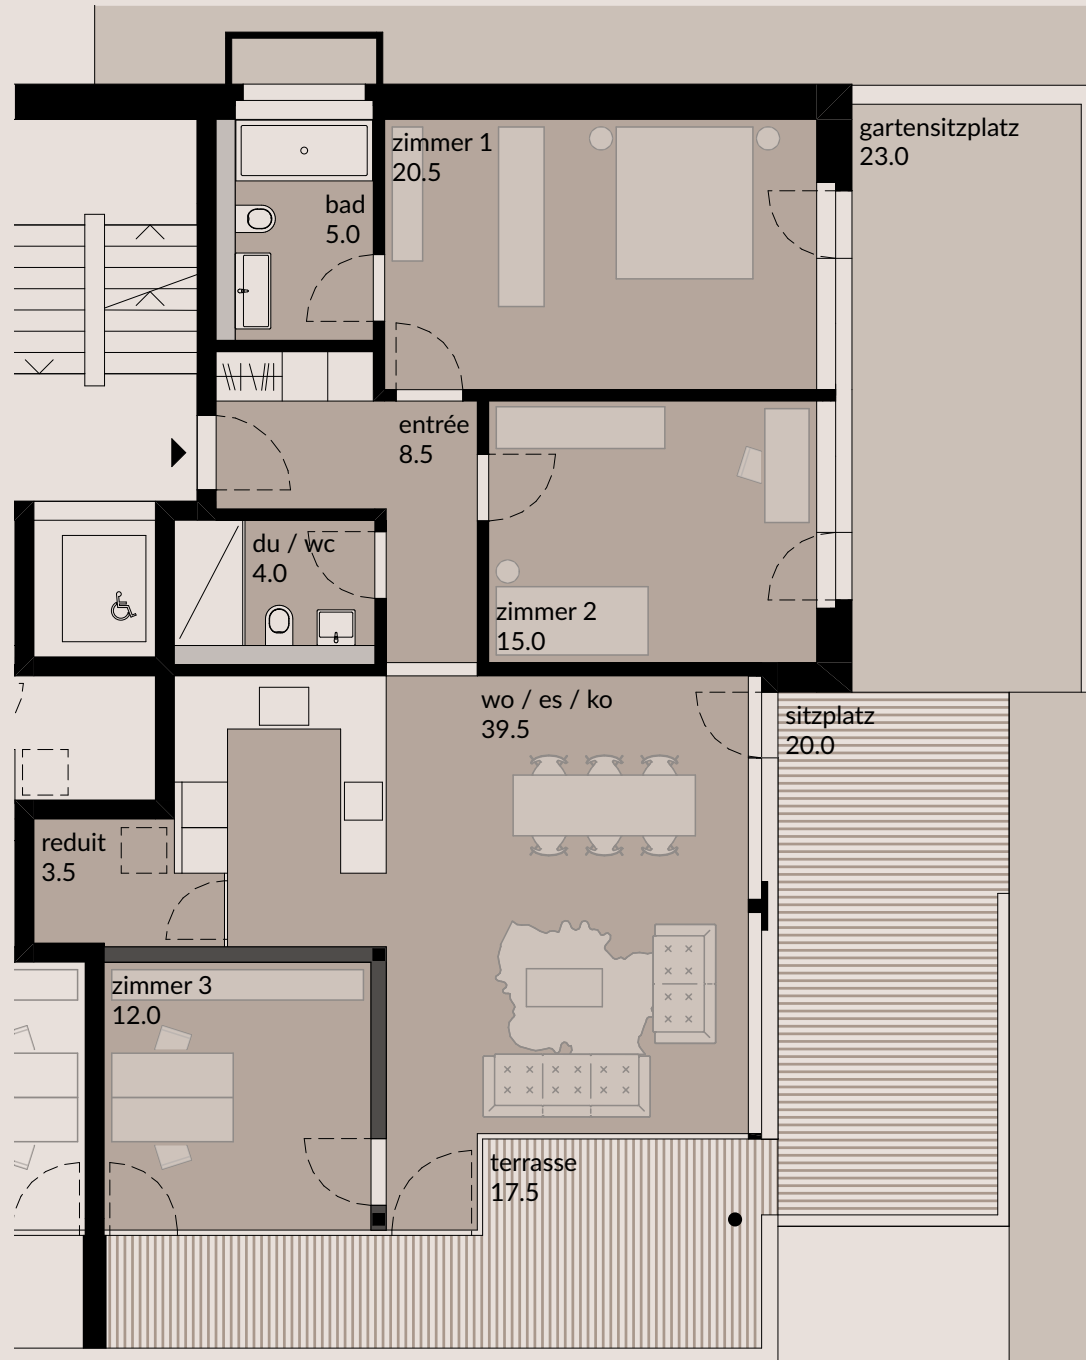 gartensitzplatz
23.0
zimmer 1
20.5
bad
5.0
entrée
8.5
du / wc
4.0
zimmer 2
15.0
wo / es / ko
39.5
sitzplatz
20.0
reduit
3.5
zimmer 3
12.0
terrasse
17.5